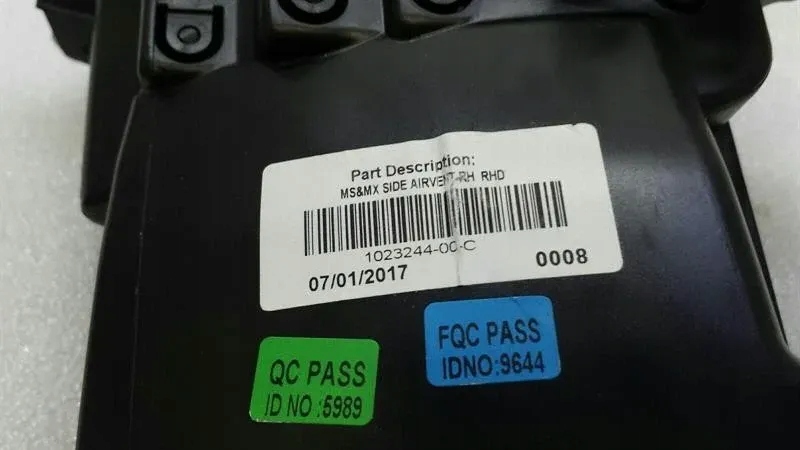 Part Description:
MS&MX SIDE AIRVENT-RH RHD
1023244-00-C
07/01/2017 0008
QC PASS
ID NO :5989
FQC PASS
IDNO:9644